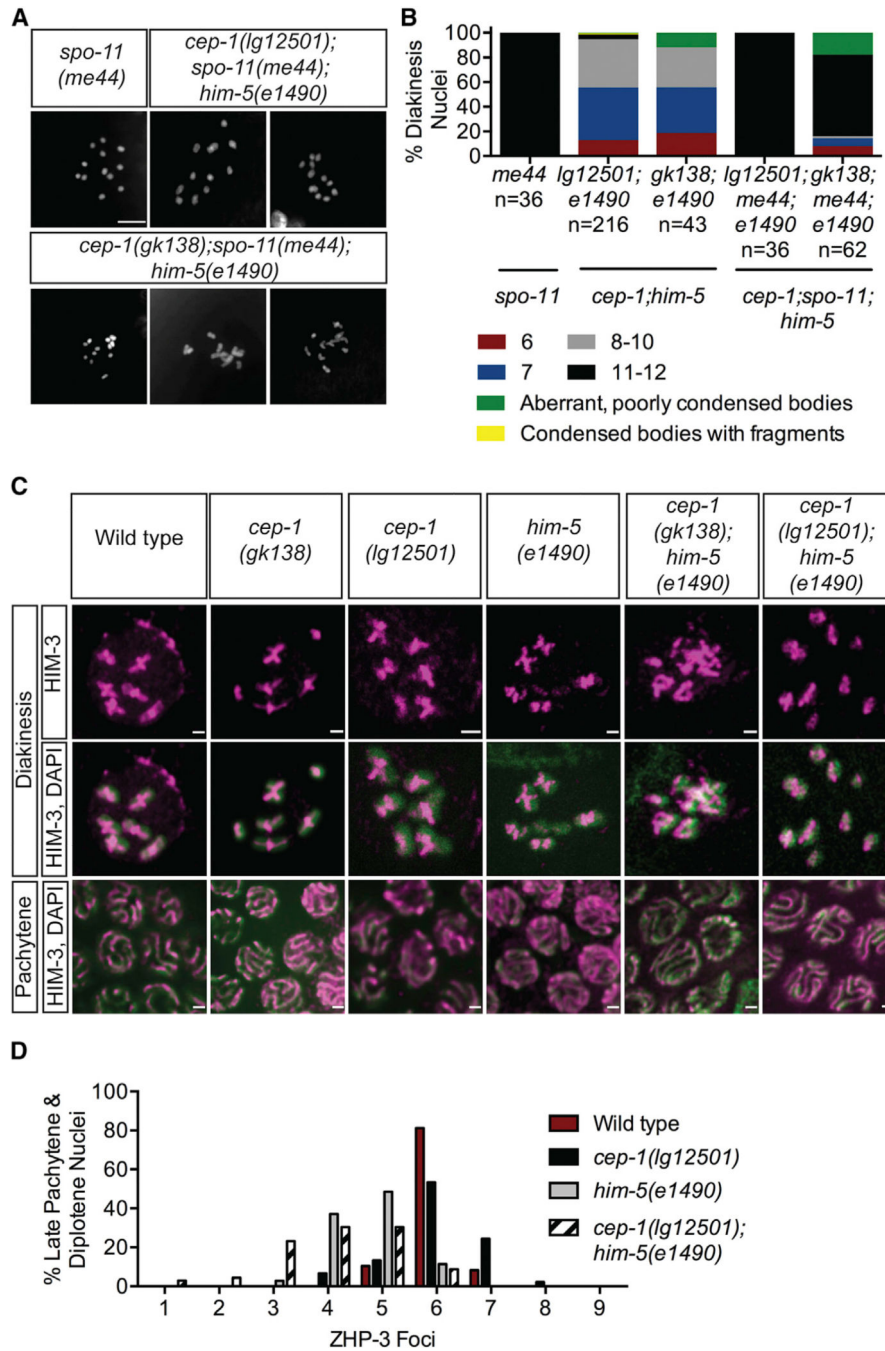 A
spo-11
(me44)
cep-1(lg12501);
spo-11(me44);
him-5(e1490)
cep-1(gk138);spo-11(me44);
him-5(e1490)
B
% Diakinesis
Nuclei
100
80
60
40
20
0
me44
n=36
lg12501;
e1490
n=216
gk138;
e1490
n=43
lg12501;
me44;
e1490
n=36
gk138;
me44;
e1490
n=62
spo-11
cep-1;him-5
cep-1;spo-11;
him-5
6
8-10
7
11-12
Aberrant, poorly condensed bodies
Condensed bodies with fragments
C
Wild type
cep-1
(gk138)
cep-1
(lg12501)
him-5
(e1490)
cep-1
(gk138);
him-5
(e1490)
cep-1
(lg12501);
him-5
(e1490)
Diakinesis
HIM-3
HIM-3, DAPI
Pachytene
HIM-3, DAPI
D
% Late Pachytene &
Diplotene Nuclei
100
80
60
40
20
0
1 2 3 4 5 6 7 8 9
ZHP-3 Foci
Wild type
cep-1(lg12501)
him-5(e1490)
cep-1(lg12501);
him-5(e1490)